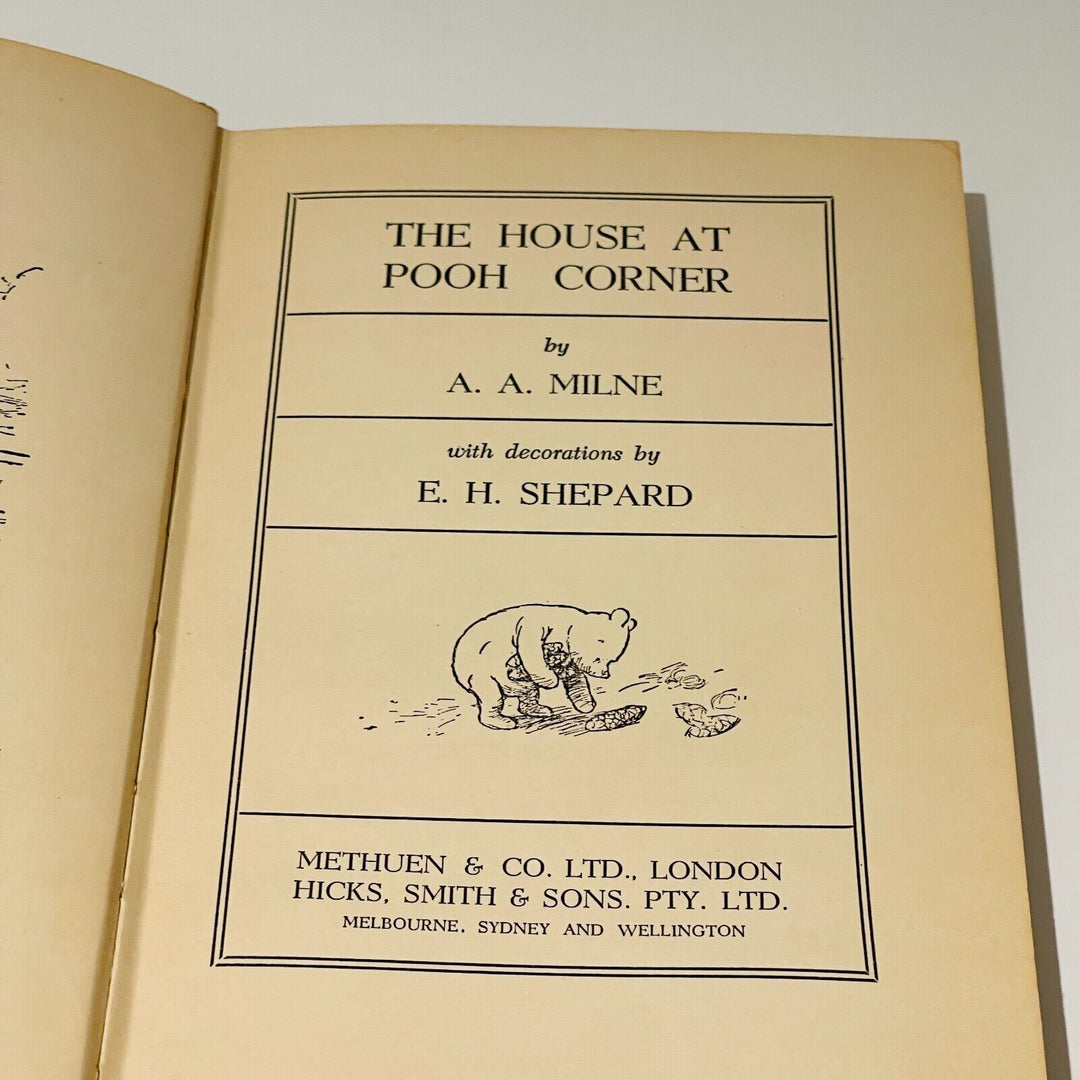 THE HOUSE AT
POOH CORNER
by
A. A. MILNE
with decorations by
E. H. SHEPARD
METHUEN & CO. LTD., LONDON
HICKS, SMITH & SONS. PTY. LTD.
MELBOURNE. SYDNEY AND WELLINGTON